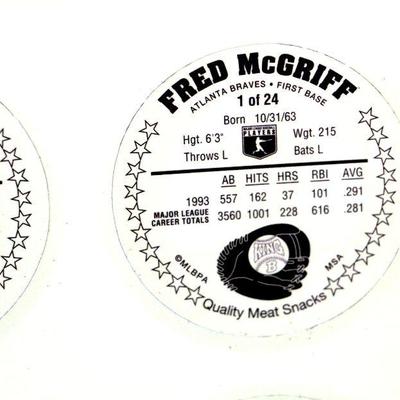 FRED McGRIFF
ATLANTA BRAVES • FIRST BASE
1 of 24
Born 10/31/63
Hgt. 6'3" Wgt. 215
PLAYERS
Throws L Bats L
AB HITS HRS RBI AVG
1993 557 162 37 101 .291
MAJOR LEAGUE
CAREER TOTALS 3560 1001 228 616 .281
KING
B
©MLBPA MSA
Quality Meat Snacks